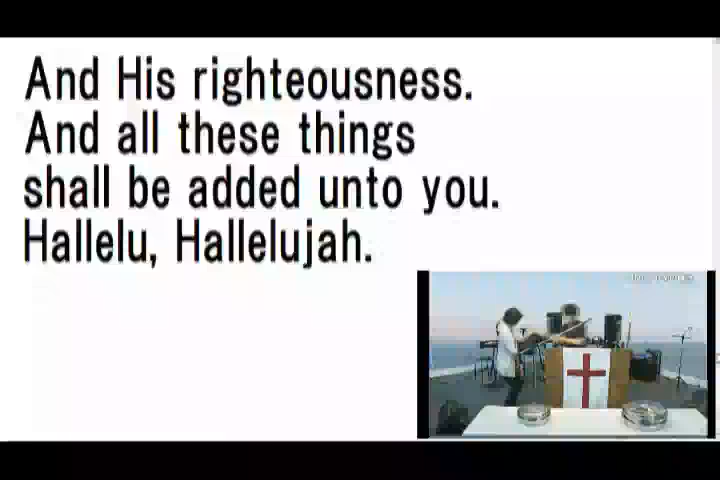 And His righteousness.
And all these things
shall be added unto you.
Hallelu, Hallelujah.